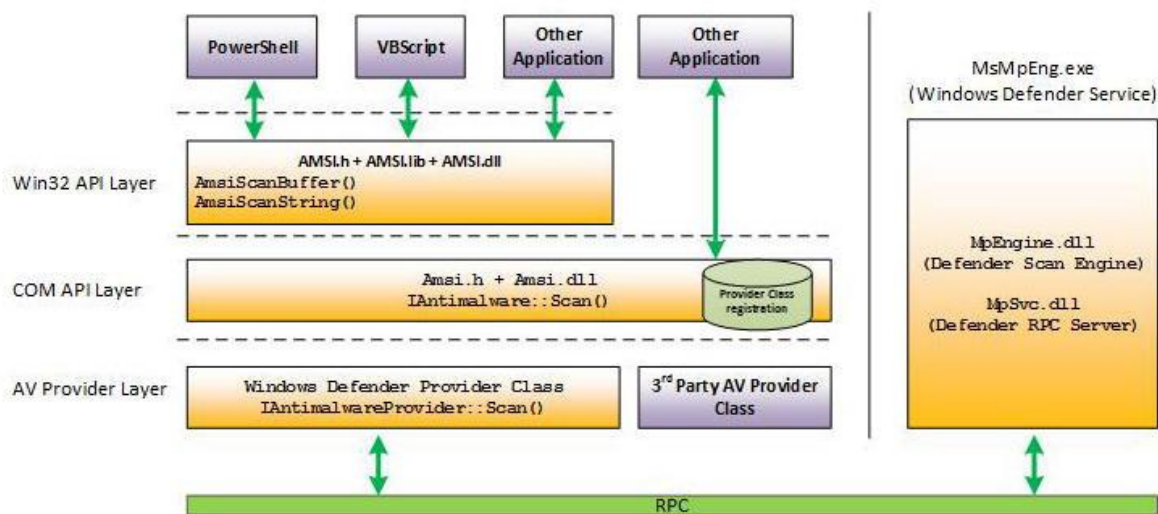 PowerShell
VBScript
Other
Application
Other
Application
MsMpEng.exe
(Windows Defender Service)
Win32 API Layer
AMSI.h + AMSI.lib + AMSI.dll
AmsiScanBuffer()
AmsiScanString()
COM API Layer
Amsi.h + Amsi.dll
IAntimalware::Scan()
Provider Class
registration
MpEngine.dll
(Defender Scan Engine)
MpSvc.dll
(Defender RPC Server)
AV Provider Layer
Windows Defender Provider Class
IAntimalwareProvider::Scan()
3rd Party AV Provider
Class
RPC